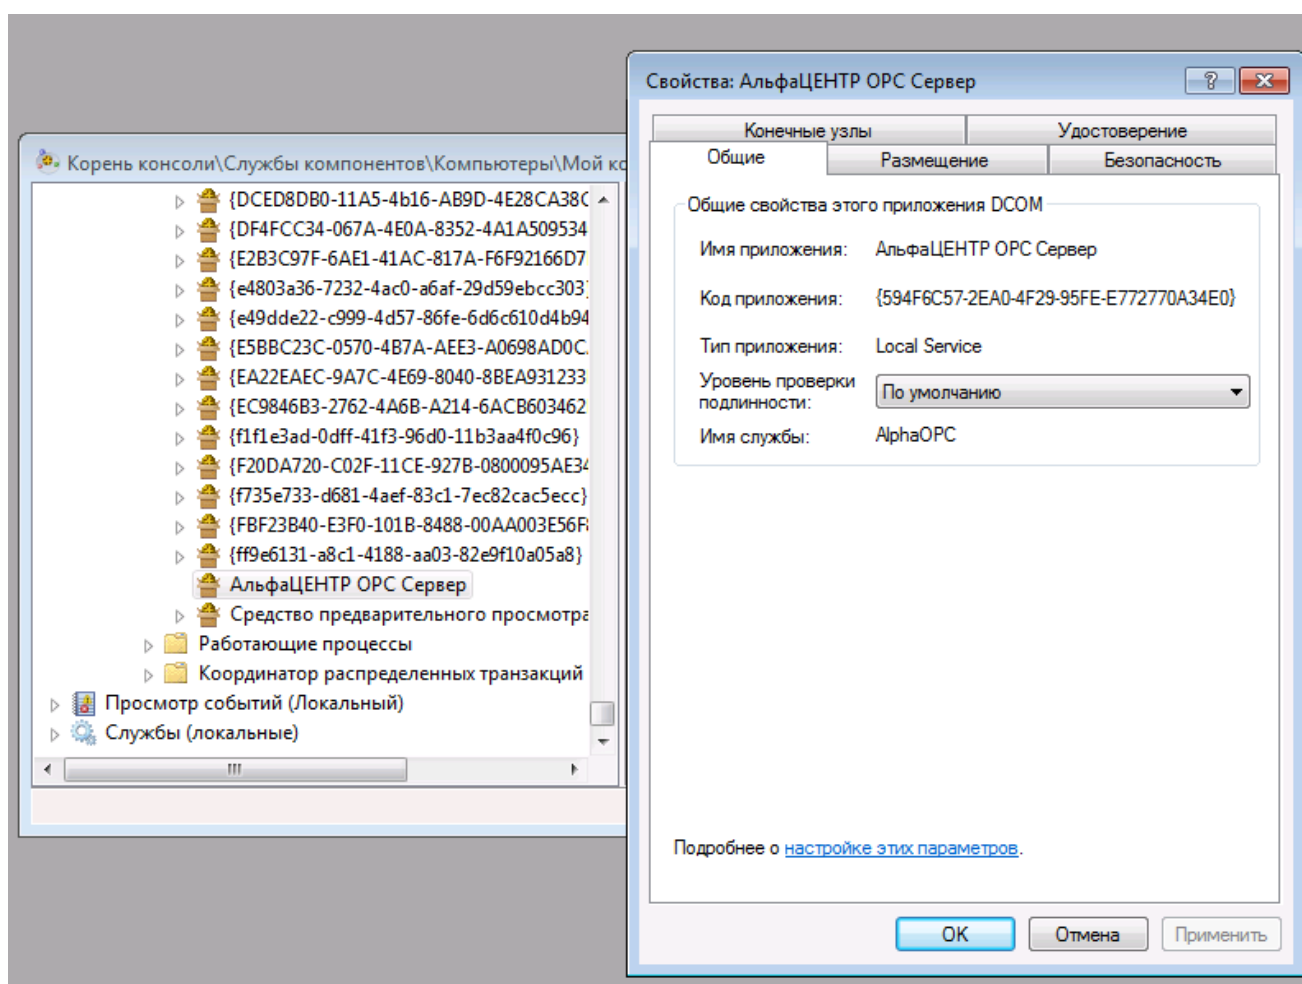 Корень консоли\Службы компонентов\Компьютеры\Мой ко
{DCED8DB0-11A5-4b16-AB9D-4E28CA38C
{DF4FCC34-067A-4E0A-8352-4A1A509534
{E2B3C97F-6AE1-41AC-817A-F6F92166D7
{e4803a36-7232-4ac0-a6af-29d59ebcc303}
{e49dde22-c999-4d57-86fe-6d6c610d4b94
{E5BBC23C-0570-4B7A-AEE3-A0698AD0C
{EA22EAEC-9A7C-4E69-8040-8BEA931233
{EC9846B3-2762-4A6B-A214-6ACB603462
{f1f1e3ad-0dff-41f3-96d0-11b3aa4f0c96}
{F20DA720-C02F-11CE-927B-0800095AE34
{f735e733-d681-4aef-83c1-7ec82cac5ecc}
{FBF23B40-E3F0-101B-8488-00AA003E56F8
{ff9e6131-a8c1-4188-aa03-82e9f10a05a8}
АльфаЦЕНТР ОРС Сервер
Средство предварительного просмотра
Работающие процессы
Координатор распределенных транзакций
Просмотр событий (Локальный)
Службы (локальные)
Свойства: АльфаЦЕНТР ОРС Сервер
Конечные узлы
Удостоверение
Общие
Размещение
Безопасность
Общие свойства этого приложения DCOM
Имя приложения: АльфаЦЕНТР ОРС Сервер
Код приложения: {594F6C57-2EA0-4F29-95FE-E772770A34E0}
Тип приложения: Local Service
Уровень проверки
подлинности:
По умолчанию
Имя службы: AlphaOPC
Подробнее о настройке этих параметров.
OK
Отмена
Применить